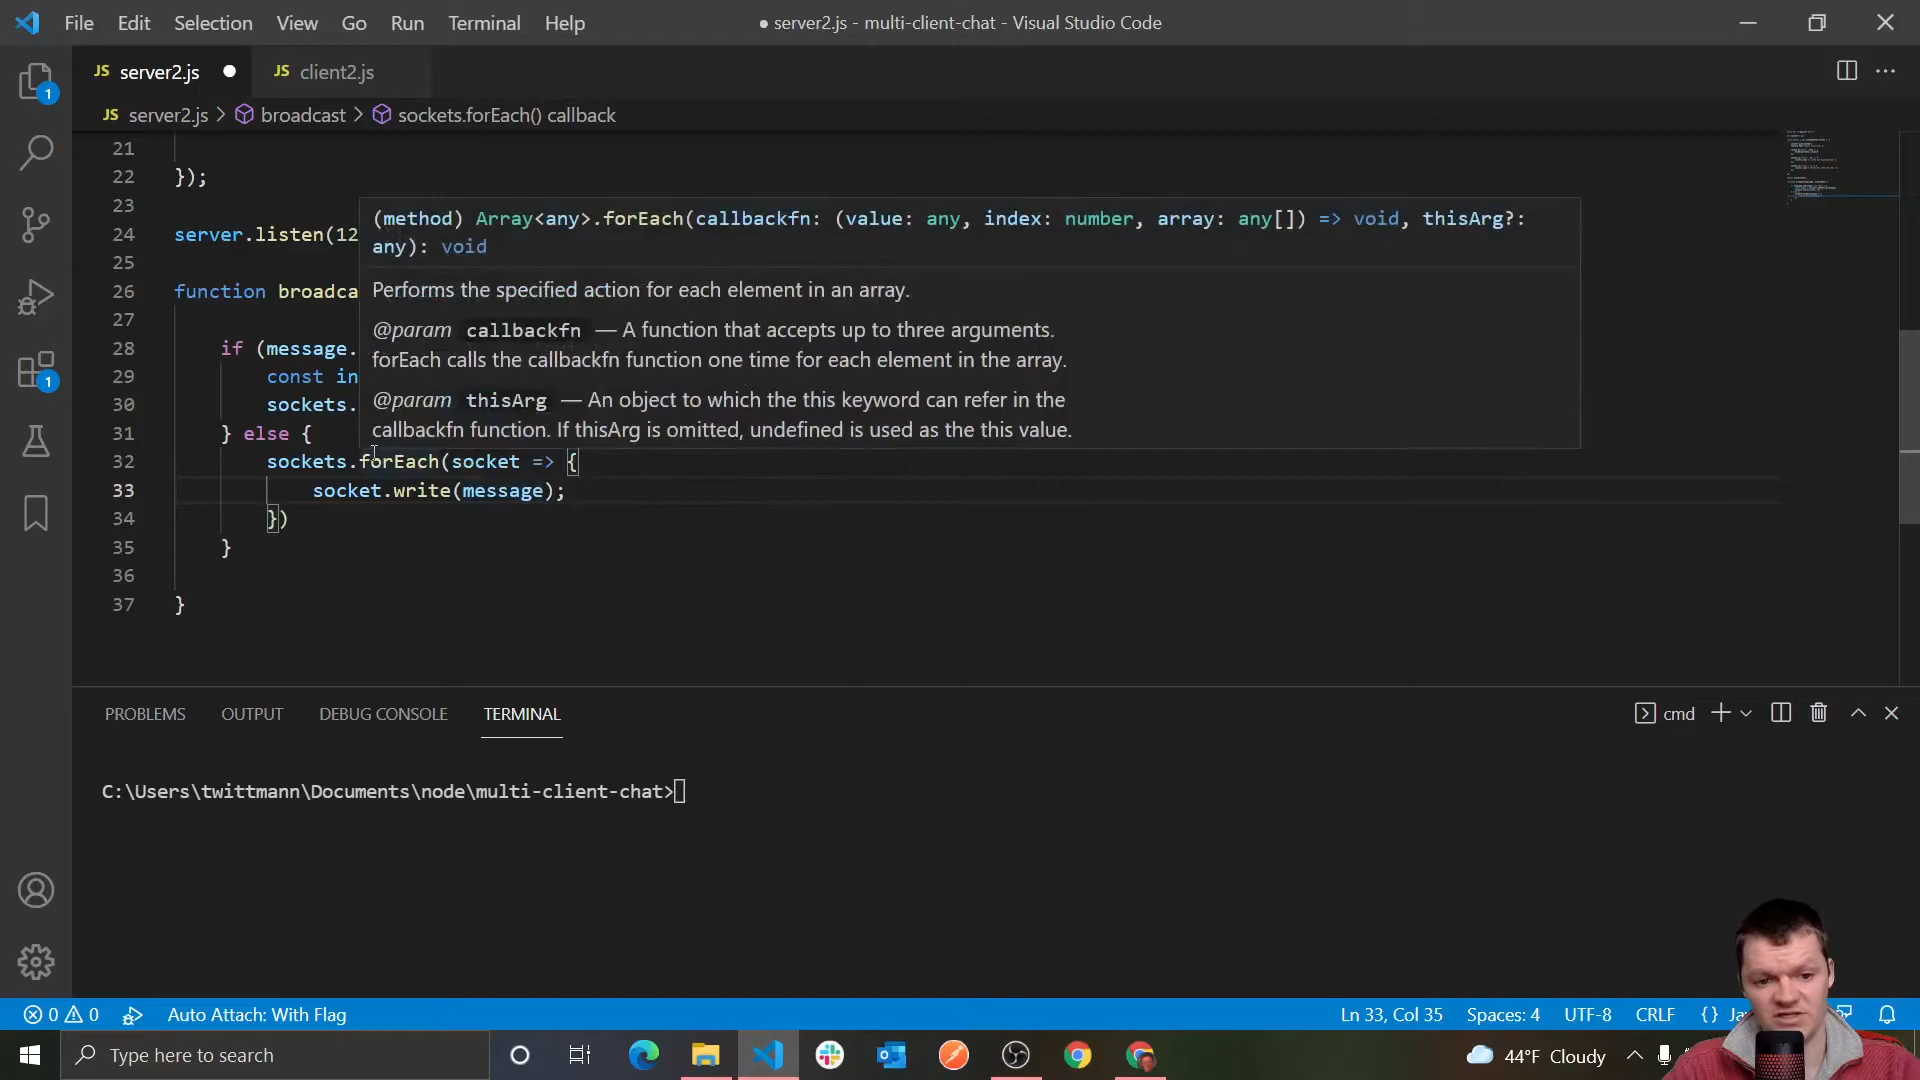 File Edit Selection View Go Run Terminal Help
● server2.js - multi-client-chat - Visual Studio Code
JS server2.js ●
JS client2.js
JS server2.js > broadcast > sockets.forEach() callback
21
22 });
23
24 server.listen(12
25
26 function broadca
27
28 if (message.
29 const in
30 sockets.
31 } else {
32 sockets.forEach(socket => {
33 socket.write(message);
34 })
35 }
36
37 }
(method) Array<any>.forEach(callbackfn: (value: any, index: number, array: any[]) => void, thisArg?:
any): void
Performs the specified action for each element in an array.
@param callbackfn — A function that accepts up to three arguments.
forEach calls the callbackfn function one time for each element in the array.
@param thisArg — An object to which the this keyword can refer in the
callbackfn function. If thisArg is omitted, undefined is used as the this value.
1
1
PROBLEMS OUTPUT DEBUG CONSOLE TERMINAL
cmd
C:\Users\twittmann\Documents\node\multi-client-chat>
0 0 Auto Attach: With Flag
Ln 33, Col 35 Spaces: 4 UTF-8 CRLF {} Ja
Type here to search
44°F Cloudy